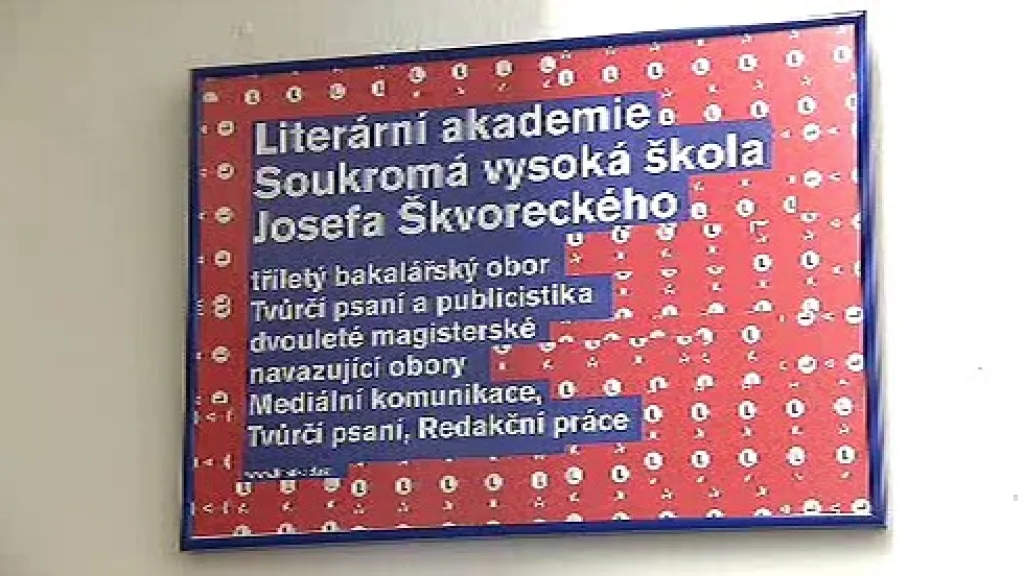 Literární akademie
Soukromá vysoká škola
Josefa Škvoreckého
tříletý bakalářský obor
Tvůrčí psaní a publicistika
dvouleté magisterské
navazující obory
Mediální komunikace,
Tvůrčí psaní, Redakční práce